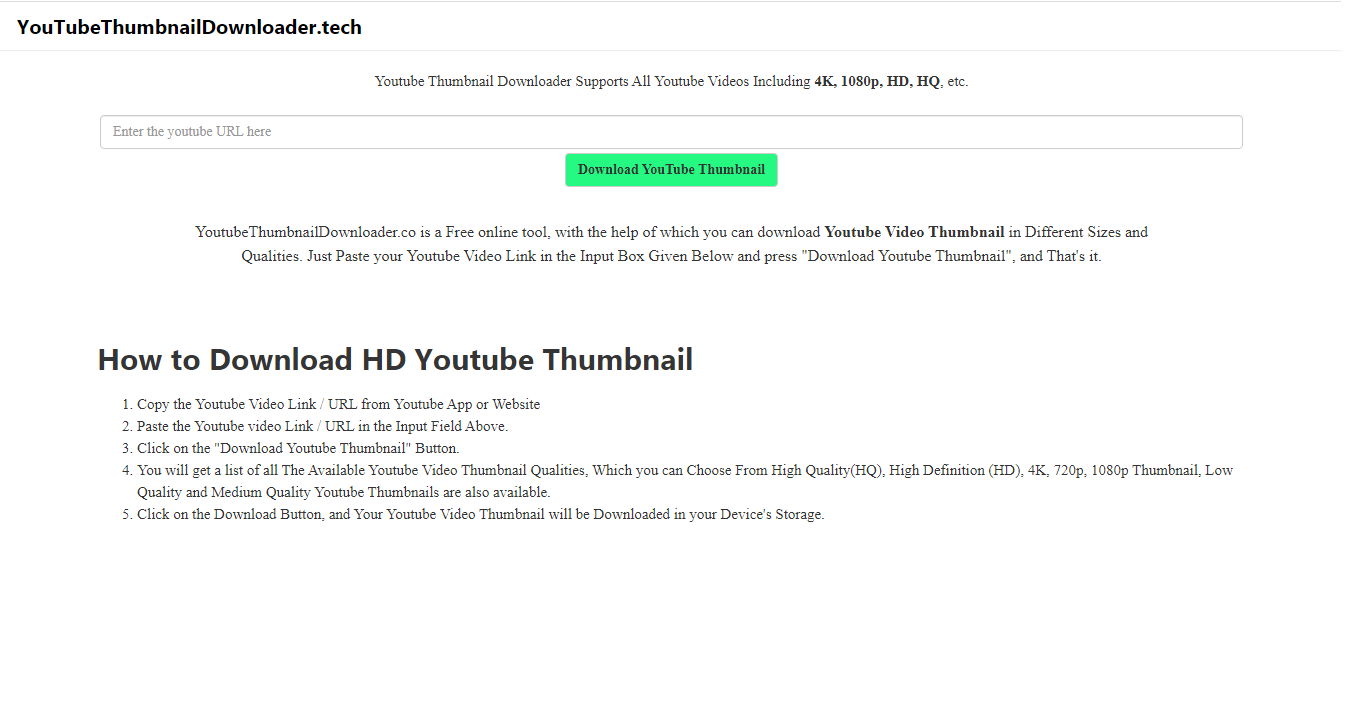 YouTubeThumbnailDownloader.tech
Youtube Thumbnail Downloader Supports All Youtube Videos Including 4K, 1080p, HD, HQ, etc.
Enter the youtube URL here
Download YouTube Thumbnail
YoutubeThumbnailDownloader.co is a Free online tool, with the help of which you can download Youtube Video Thumbnail in Different Sizes and
Qualities. Just Paste your Youtube Video Link in the Input Box Given Below and press "Download Youtube Thumbnail", and That's it.
How to Download HD Youtube Thumbnail
1. Copy the Youtube Video Link / URL from Youtube App or Website
2. Paste the Youtube video Link / URL in the Input Field Above.
3. Click on the "Download Youtube Thumbnail" Button.
4. You will get a list of all The Available Youtube Video Thumbnail Qualities, Which you can Choose From High Quality(HQ), High Definition (HD), 4K, 720p, 1080p Thumbnail, Low
Quality and Medium Quality Youtube Thumbnails are also available.
5. Click on the Download Button, and Your Youtube Video Thumbnail will be Downloaded in your Device's Storage.